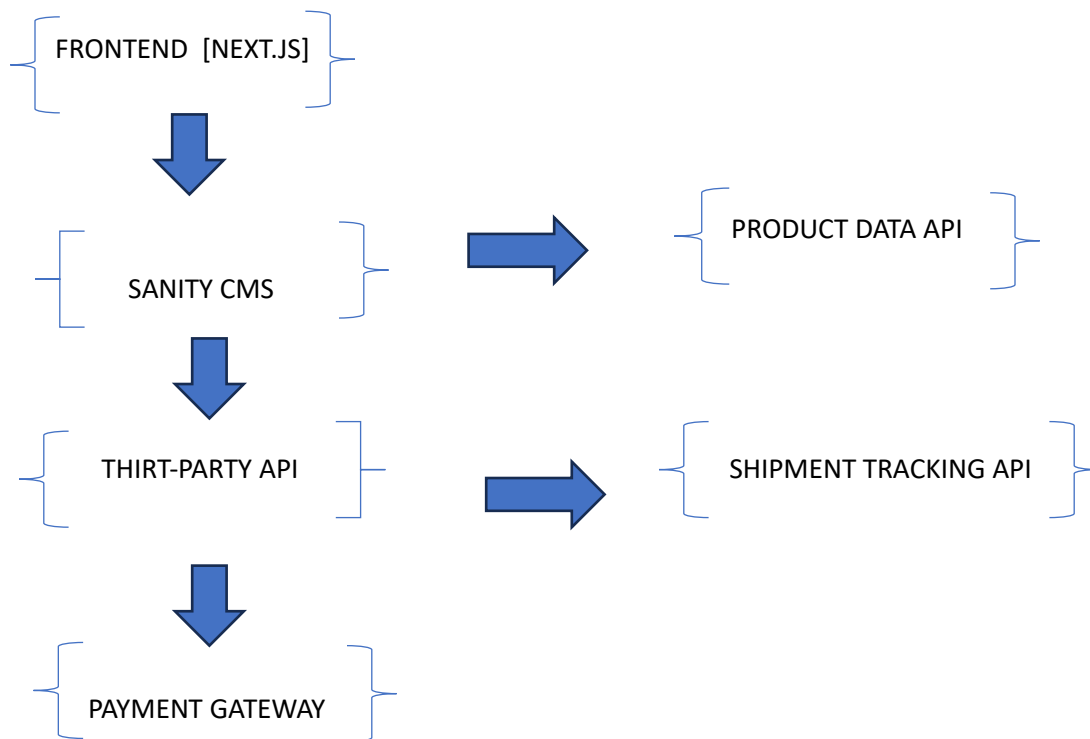 FRONTEND [NEXT.JS]
PRODUCT DATA API
SANITY CMS
THIRT-PARTY API
SHIPMENT TRACKING API
PAYMENT GATEWAY